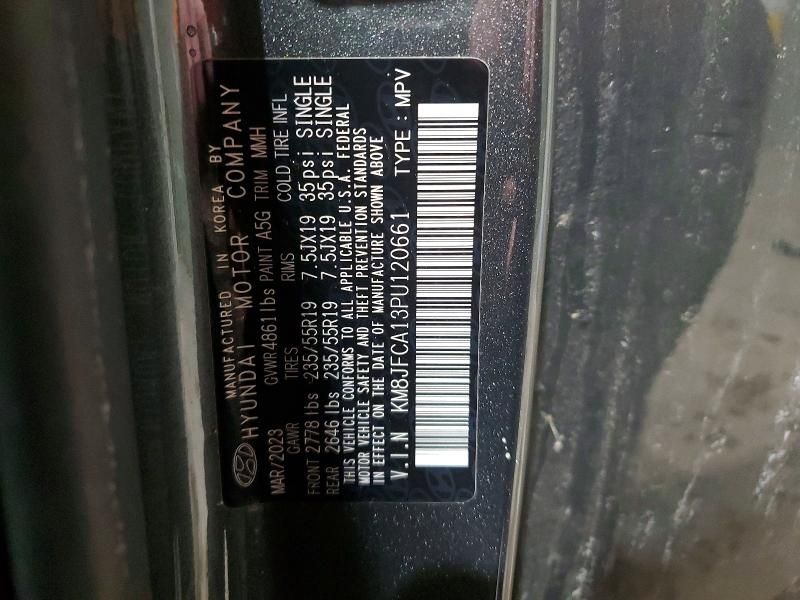 MANUFACTURED IN KOREA BY
HYUNDAI MOTOR COMPANY
MAR/2023 GVWR4861lbs PAINT A5G TRIM MMH
GAWR TIRES RIMS COLD TIRE INFL
FRONT 2778 lbs 235/55R19 7.5JX19 35psi SINGLE
REAR 2646 lbs 235/55R19 7.5JX19 35psi SINGLE
THIS VEHICLE CONFORMS TO ALL APPLICABLE U.S.A. FEDERAL
MOTOR VEHICLE SAFETY AND THEFT PREVENTION STANDARDS
IN EFFECT ON THE DATE OF MANUFACTURE SHOWN ABOVE
V.I.N KM8JFCA13PU120661 TYPE : MPV